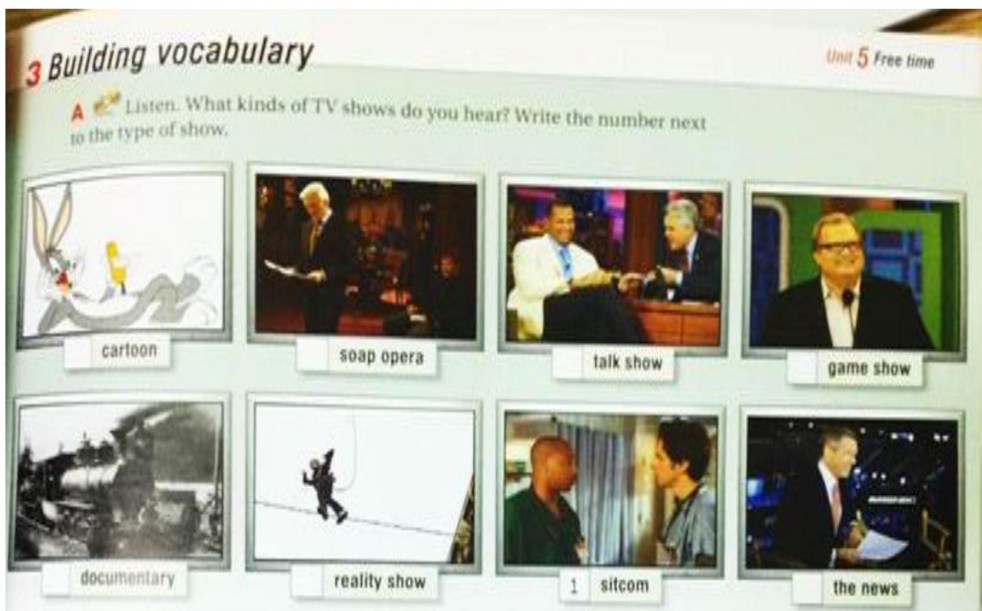 3 Building vocabulary
Unit 5 Free time
A Listen. What kinds of TV shows do you hear? Write the number next
to the type of show.
cartoon
soap opera
talk show
game show
documentary
reality show
1 sitcom
the news